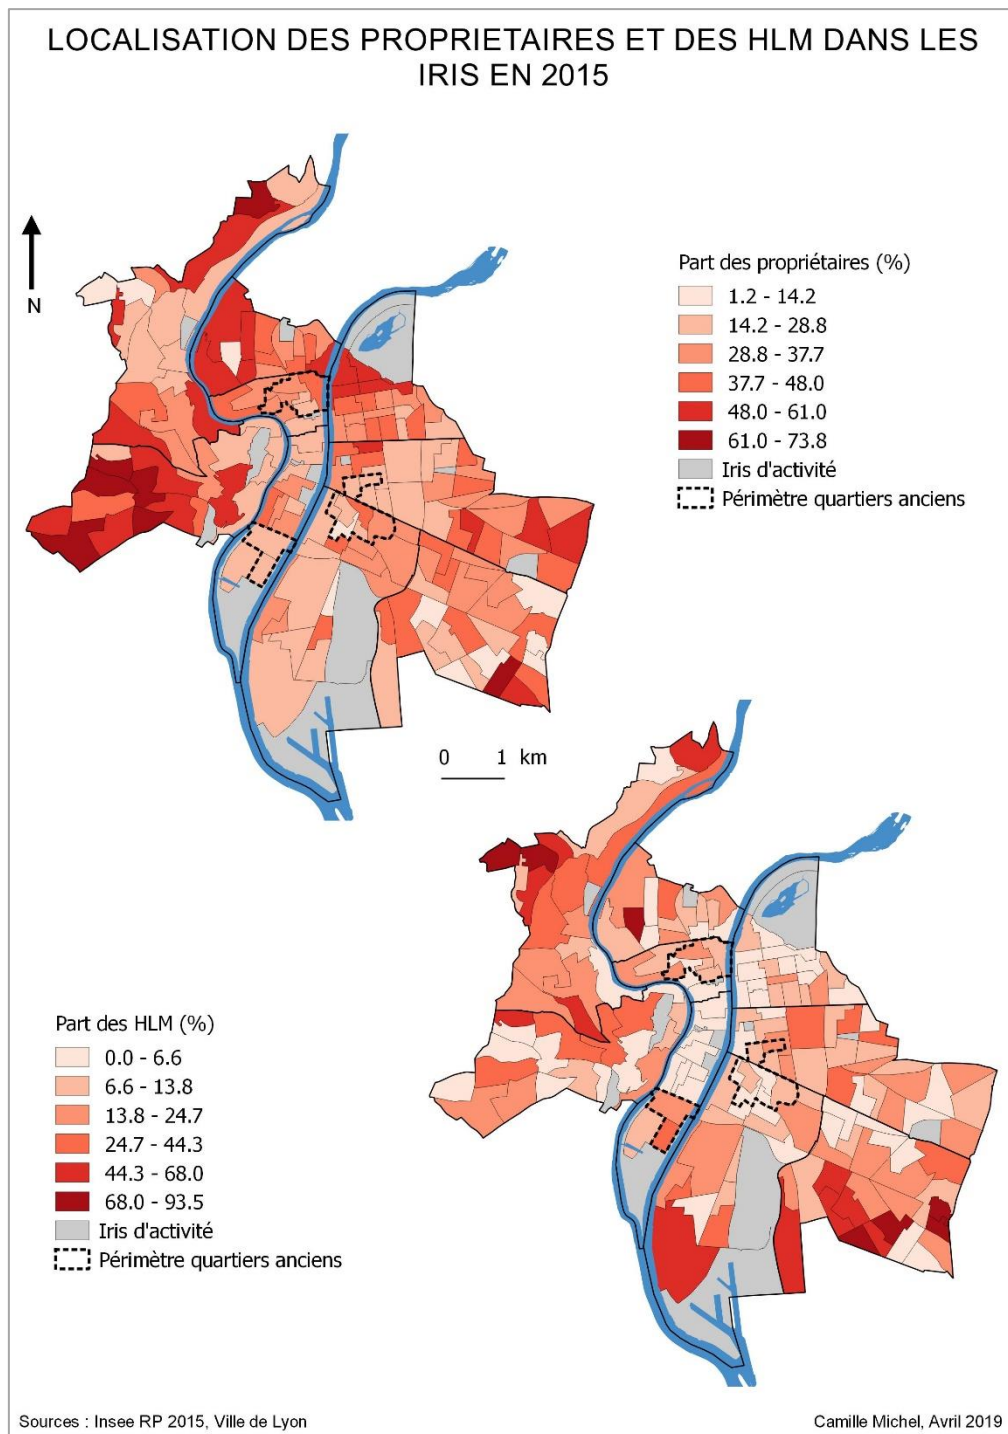 LOCALISATION DES PROPRIETAIRES ET DES HLM DANS LES
IRIS EN 2015
N
Part des propriétaires (%)
1.2 - 14.2
14.2 - 28.8
28.8 - 37.7
37.7 - 48.0
48.0 - 61.0
61.0 - 73.8
Iris d'activité
Périmètre quartiers anciens
0 1 km
Part des HLM (%)
0.0 - 6.6
6.6 - 13.8
13.8 - 24.7
24.7 - 44.3
44.3 - 68.0
68.0 - 93.5
Iris d'activité
Périmètre quartiers anciens
Sources : Insee RP 2015, Ville de Lyon
Camille Michel, Avril 2019